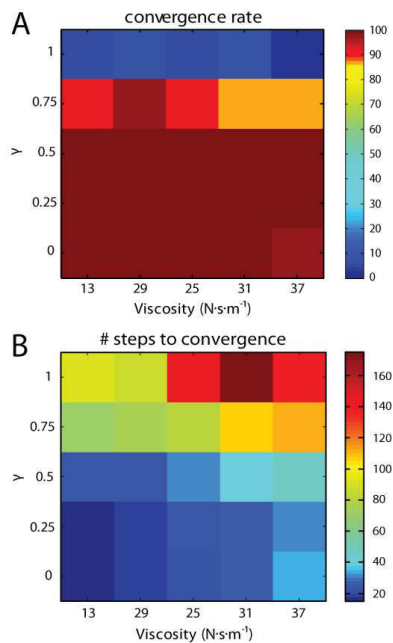 A
convergence rate
1
0.75
0.5
0.25
0
γ
13 29 25 31 37
Viscosity (N·s·m⁻¹)
100
90
80
70
60
50
40
30
20
10
0
B
# steps to convergence
1
0.75
0.5
0.25
0
γ
13 29 25 31 37
Viscosity (N·s·m⁻¹)
160
140
120
100
80
60
40
20